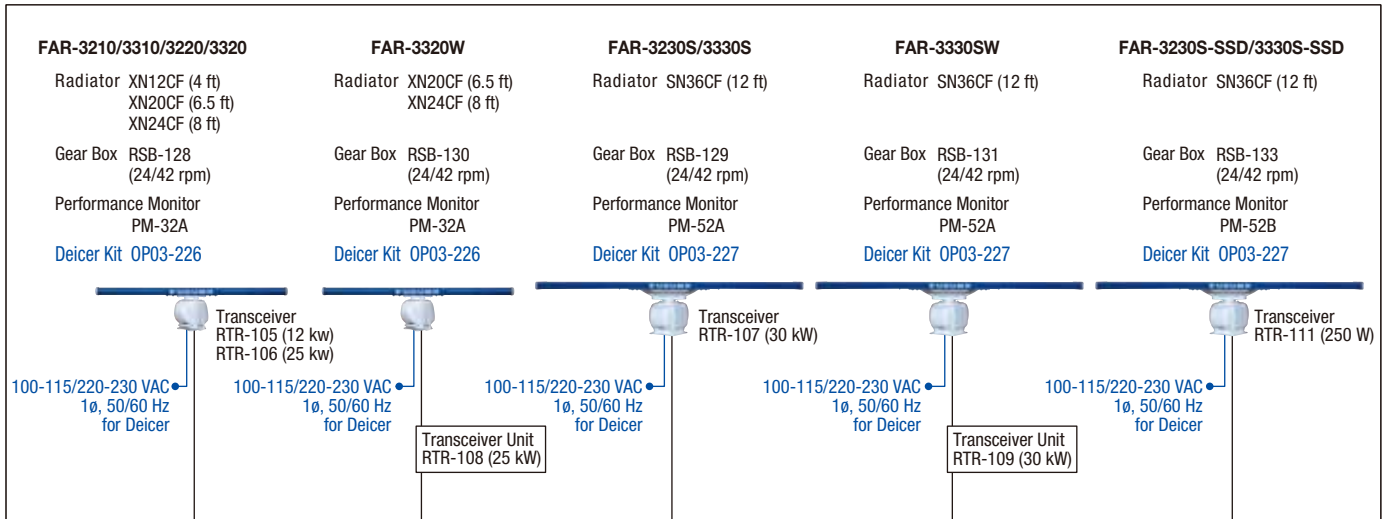 FAR-3210/3310/3220/3320
Radiator XN12CF (4 ft)
XN20CF (6.5 ft)
XN24CF (8 ft)
Gear Box RSB-128
(24/42 rpm)
Performance Monitor
PM-32A
Deicer Kit OP03-226
Transceiver
RTR-105 (12 kw)
RTR-106 (25 kw)
100-115/220-230 VAC
1ø, 50/60 Hz
for Deicer
FAR-3320W
Radiator XN20CF (6.5 ft)
XN24CF (8 ft)
Gear Box RSB-130
(24/42 rpm)
Performance Monitor
PM-32A
Deicer Kit OP03-226
100-115/220-230 VAC
1ø, 50/60 Hz
for Deicer
Transceiver Unit
RTR-108 (25 kW)
FAR-3230S/3330S
Radiator SN36CF (12 ft)
Gear Box RSB-129
(24/42 rpm)
Performance Monitor
PM-52A
Deicer Kit OP03-227
FURUNO
Transceiver
RTR-107 (30 kW)
100-115/220-230 VAC
1ø, 50/60 Hz
for Deicer
FAR-3330SW
Radiator SN36CF (12 ft)
Gear Box RSB-131
(24/42 rpm)
Performance Monitor
PM-52A
Deicer Kit OP03-227
FURUNO
100-115/220-230 VAC
1ø, 50/60 Hz
for Deicer
Transceiver Unit
RTR-109 (30 kW)
FAR-3230S-SSD/3330S-SSD
Radiator SN36CF (12 ft)
Gear Box RSB-133
(24/42 rpm)
Performance Monitor
PM-52B
Deicer Kit OP03-227
FURUNO
Transceiver
RTR-111 (250 W)
100-115/220-230 VAC
1ø, 50/60 Hz
for Deicer